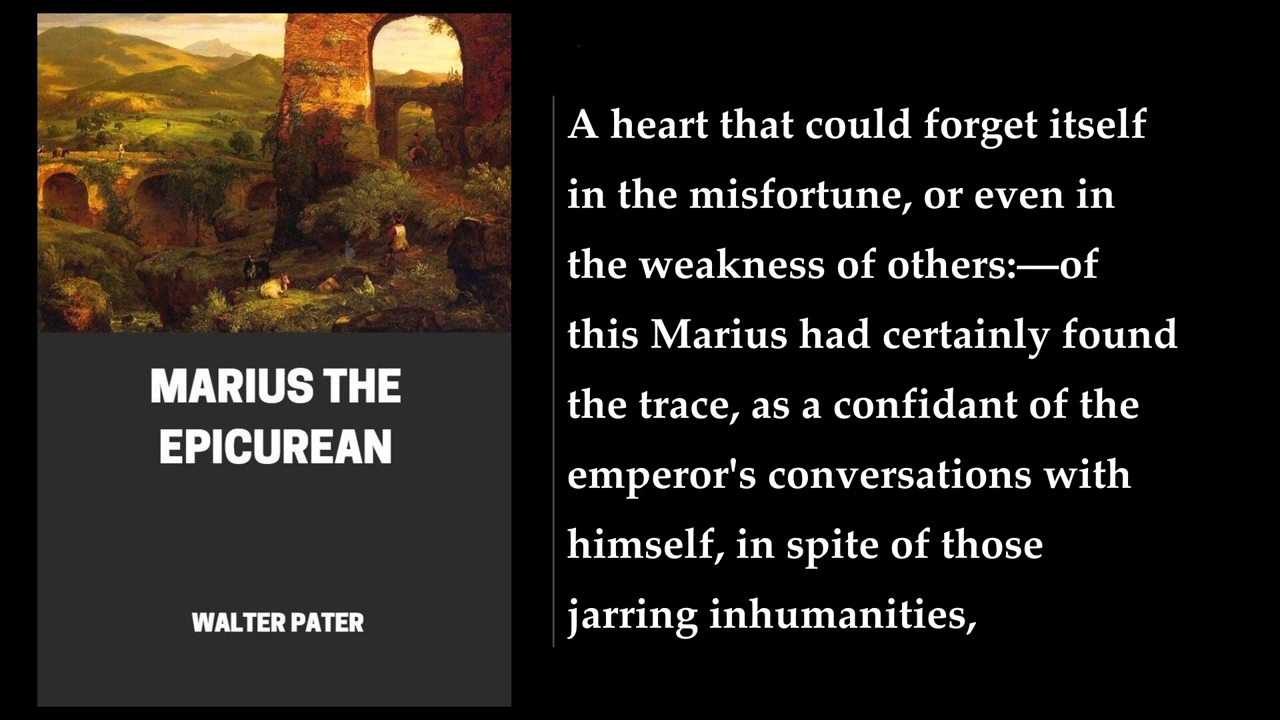 MARIUS THE
EPICUREAN
WALTER PATER
A heart that could forget itself
in the misfortune, or even in
the weakness of others:—of
this Marius had certainly found
the trace, as a confidant of the
emperor's conversations with
himself, in spite of those
jarring inhumanities,